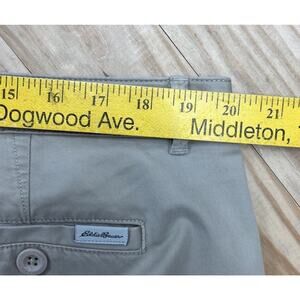 15 16 17 18 19 20 21
Dogwood Ave. Middleton,
Eddie Bauer